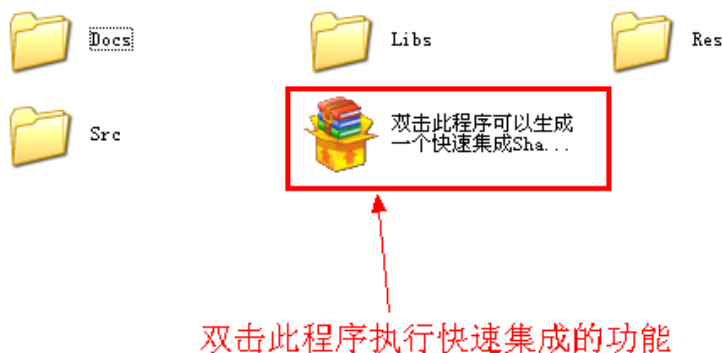 Docs
Libs
Res
Src
双击此程序可以生成
一个快速集成Sha...
双击此程序执行快速集成的功能